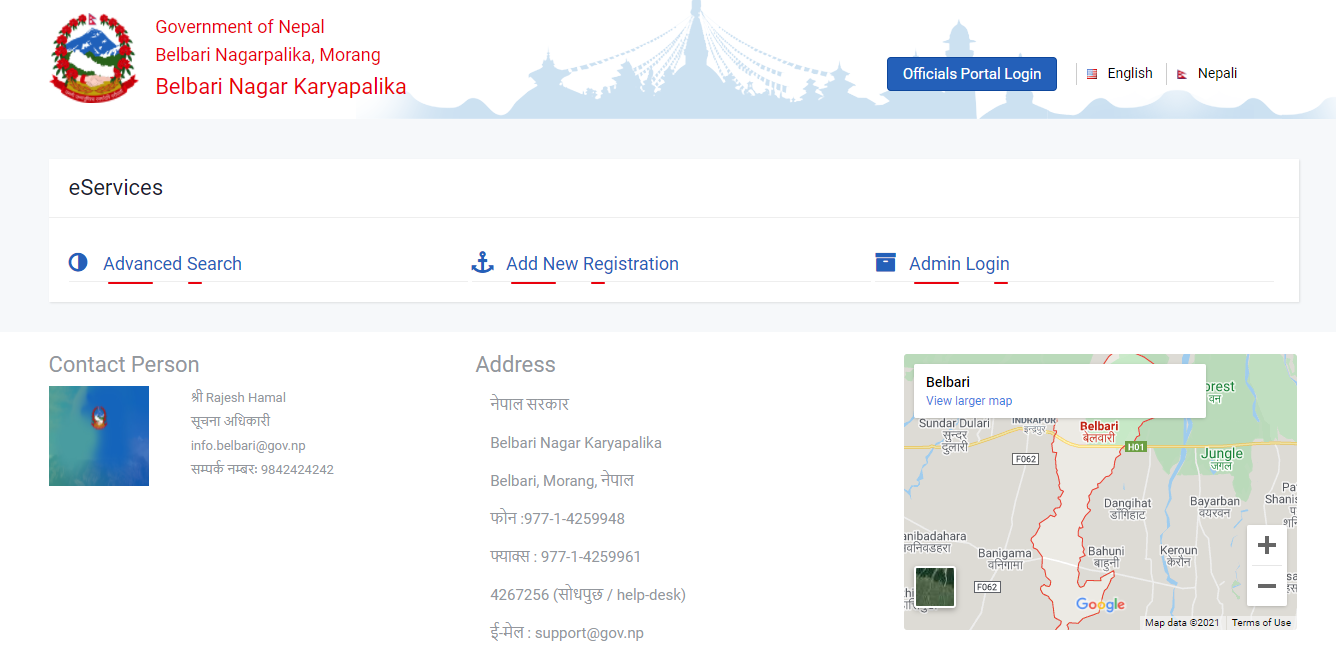 Government of Nepal
Belbari Nagarpalika, Morang
Belbari Nagar Karyapalika
Officials Portal Login
English
Nepali
eServices
Advanced Search
Add New Registration
Admin Login
Contact Person
श्री Rajesh Hamal
सूचना अधिकारी
info.belbari@gov.np
सम्पर्क नम्बरः 9842424242
Address
नेपाल सरकार
Belbari Nagar Karyapalika
Belbari, Morang, नेपाल
फोन :977-1-4259948
फ्याक्स : 977-1-4259961
4267256 (सोधपुछ / help-desk)
ई-मेल : support@gov.np
Belbari
View larger map
orest
वन
Sundar Dulari
सुन्दर
दुलारी
INDRAPUR
इन्द्रपुर
Belbari
बेलवारी
H01
F062
Jungle
जंगल
Dangihat
डाँगिहाट
Bayarban
वयरवन
Pa
Shanis
anibadahara
Banigama
वनिगामा
Bahuni
बाहुनी
Keroun
केरौन
F062
Google
Map data ©2021
Terms of Use